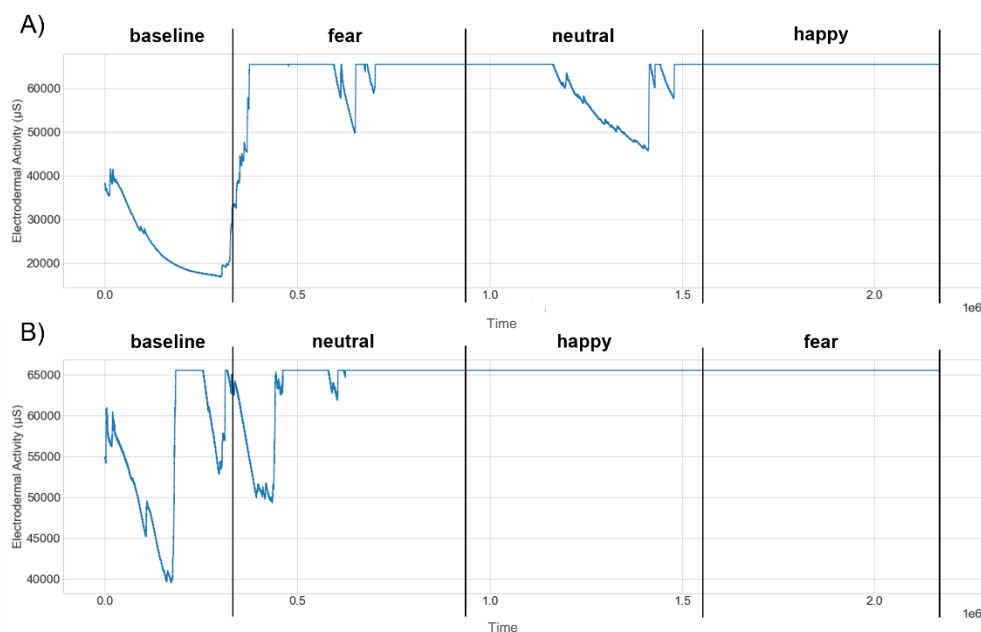 A)
baseline fear neutral happy
60000
50000
40000
30000
20000
Electrodermal Activity (µS)
0.0 0.5 1.0 1.5 2.0
1e6
Time
B)
baseline neutral happy fear
65000
60000
55000
50000
45000
40000
Electrodermal Activity (µS)
0.0 0.5 1.0 1.5 2.0
1e6
Time